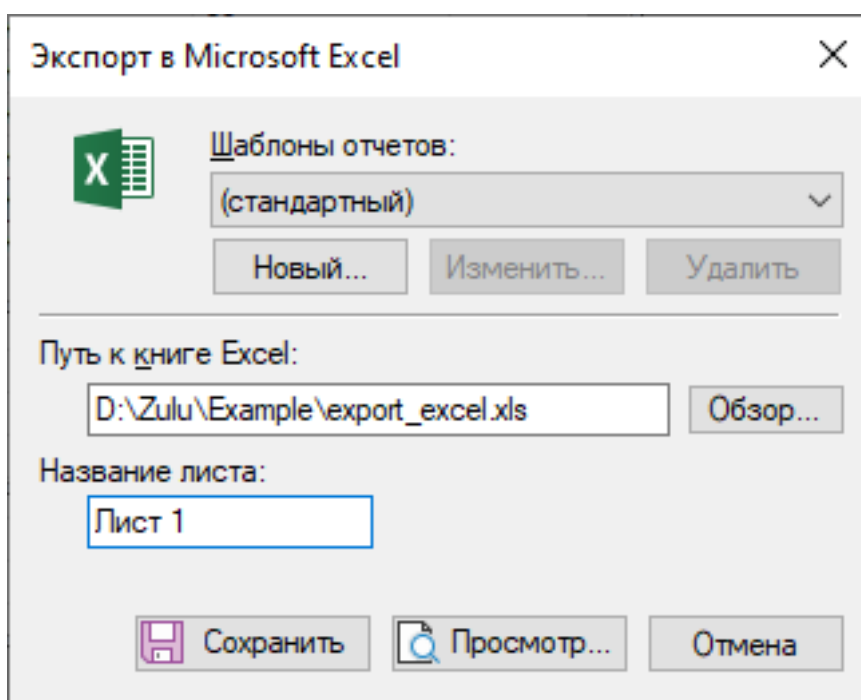 Экспорт в Microsoft Excel
Шаблоны отчетов:
(стандартный)
Новый... Изменить... Удалить
Путь к книге Excel:
D:\Zulu\Example\export_excel.xls Обзор...
Название листа:
Лист 1
Сохранить Просмотр... Отмена